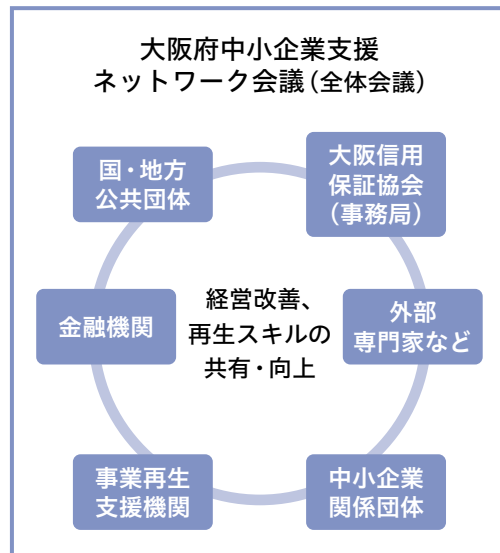 大阪府中小企業支援
ネットワーク会議(全体会議)
国・地方
公共団体
大阪信用
保証協会
(事務局)
金融機関
経営改善、
再生スキルの
共有・向上
外部
専門家など
事業再生
支援機関
中小企業
関係団体